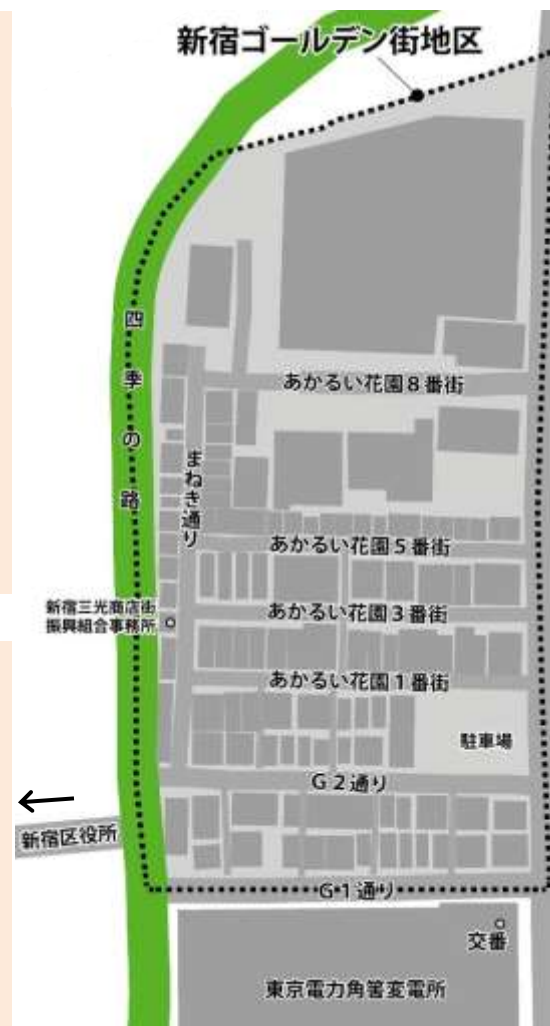 新宿ゴールデン街地区
四季の路
あかるい花園8番街
まねき通り
あかるい花園5番街
新宿三光商店街
振興組合事務所
あかるい花園3番街
あかるい花園1番街
駐車場
G2通り
新宿区役所
G1通り
交番
東京電力角筈変電所